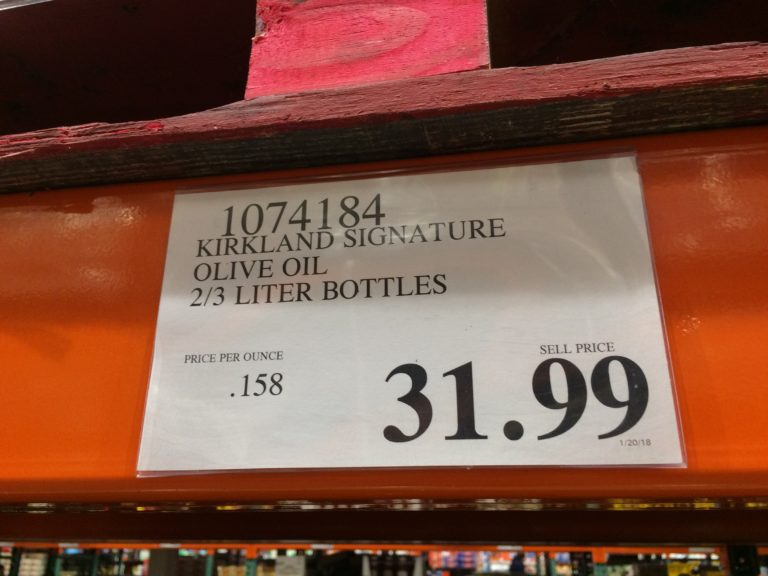 1074184
KIRKLAND SIGNATURE
OLIVE OIL
2/3 LITER BOTTLES
PRICE PER OUNCE
.158
SELL PRICE
31.99
1/20/18